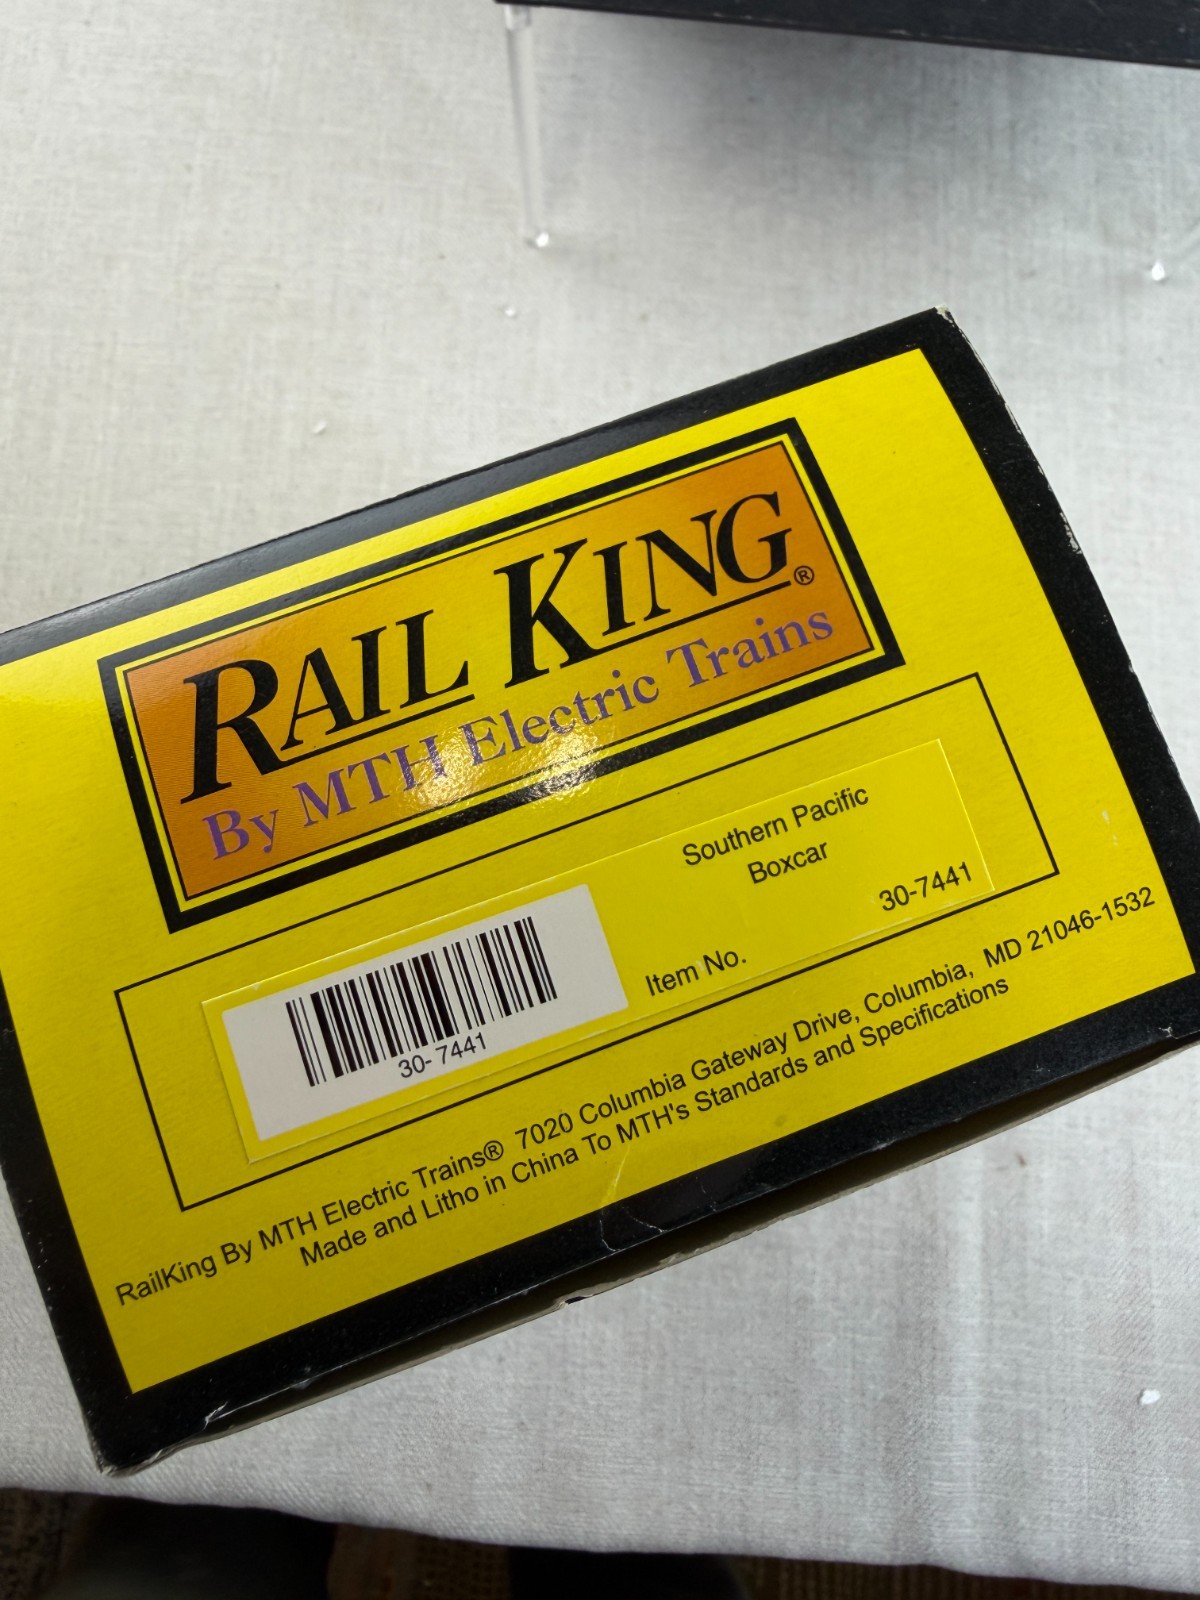 RAIL KING®
By MTH Electric Trains
Southern Pacific
Boxcar
Item No. 30-7441
30-7441
RailKing By MTH Electric Trains® 7020 Columbia Gateway Drive, Columbia, MD 21046-1532
Made and Litho in China To MTH's Standards and Specifications